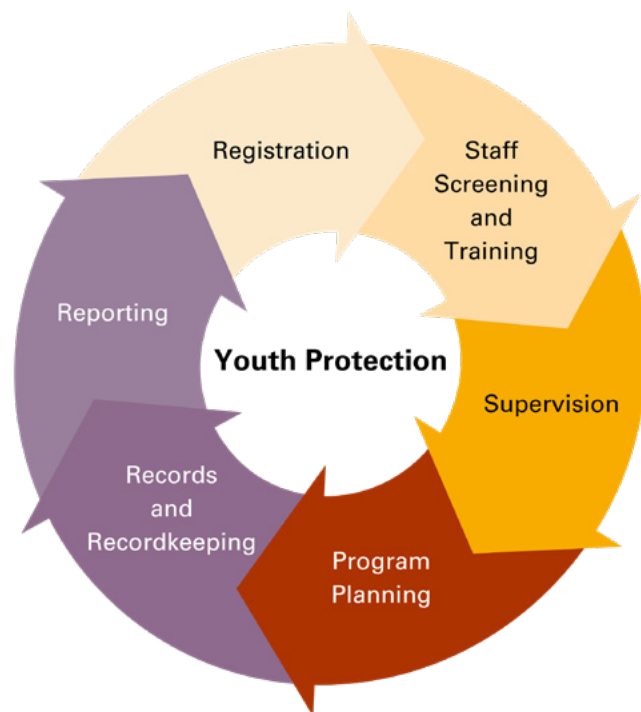 Registration
Staff
Screening
and
Training
Supervision
Program
Planning
Records
and
Recordkeeping
Reporting
Youth Protection